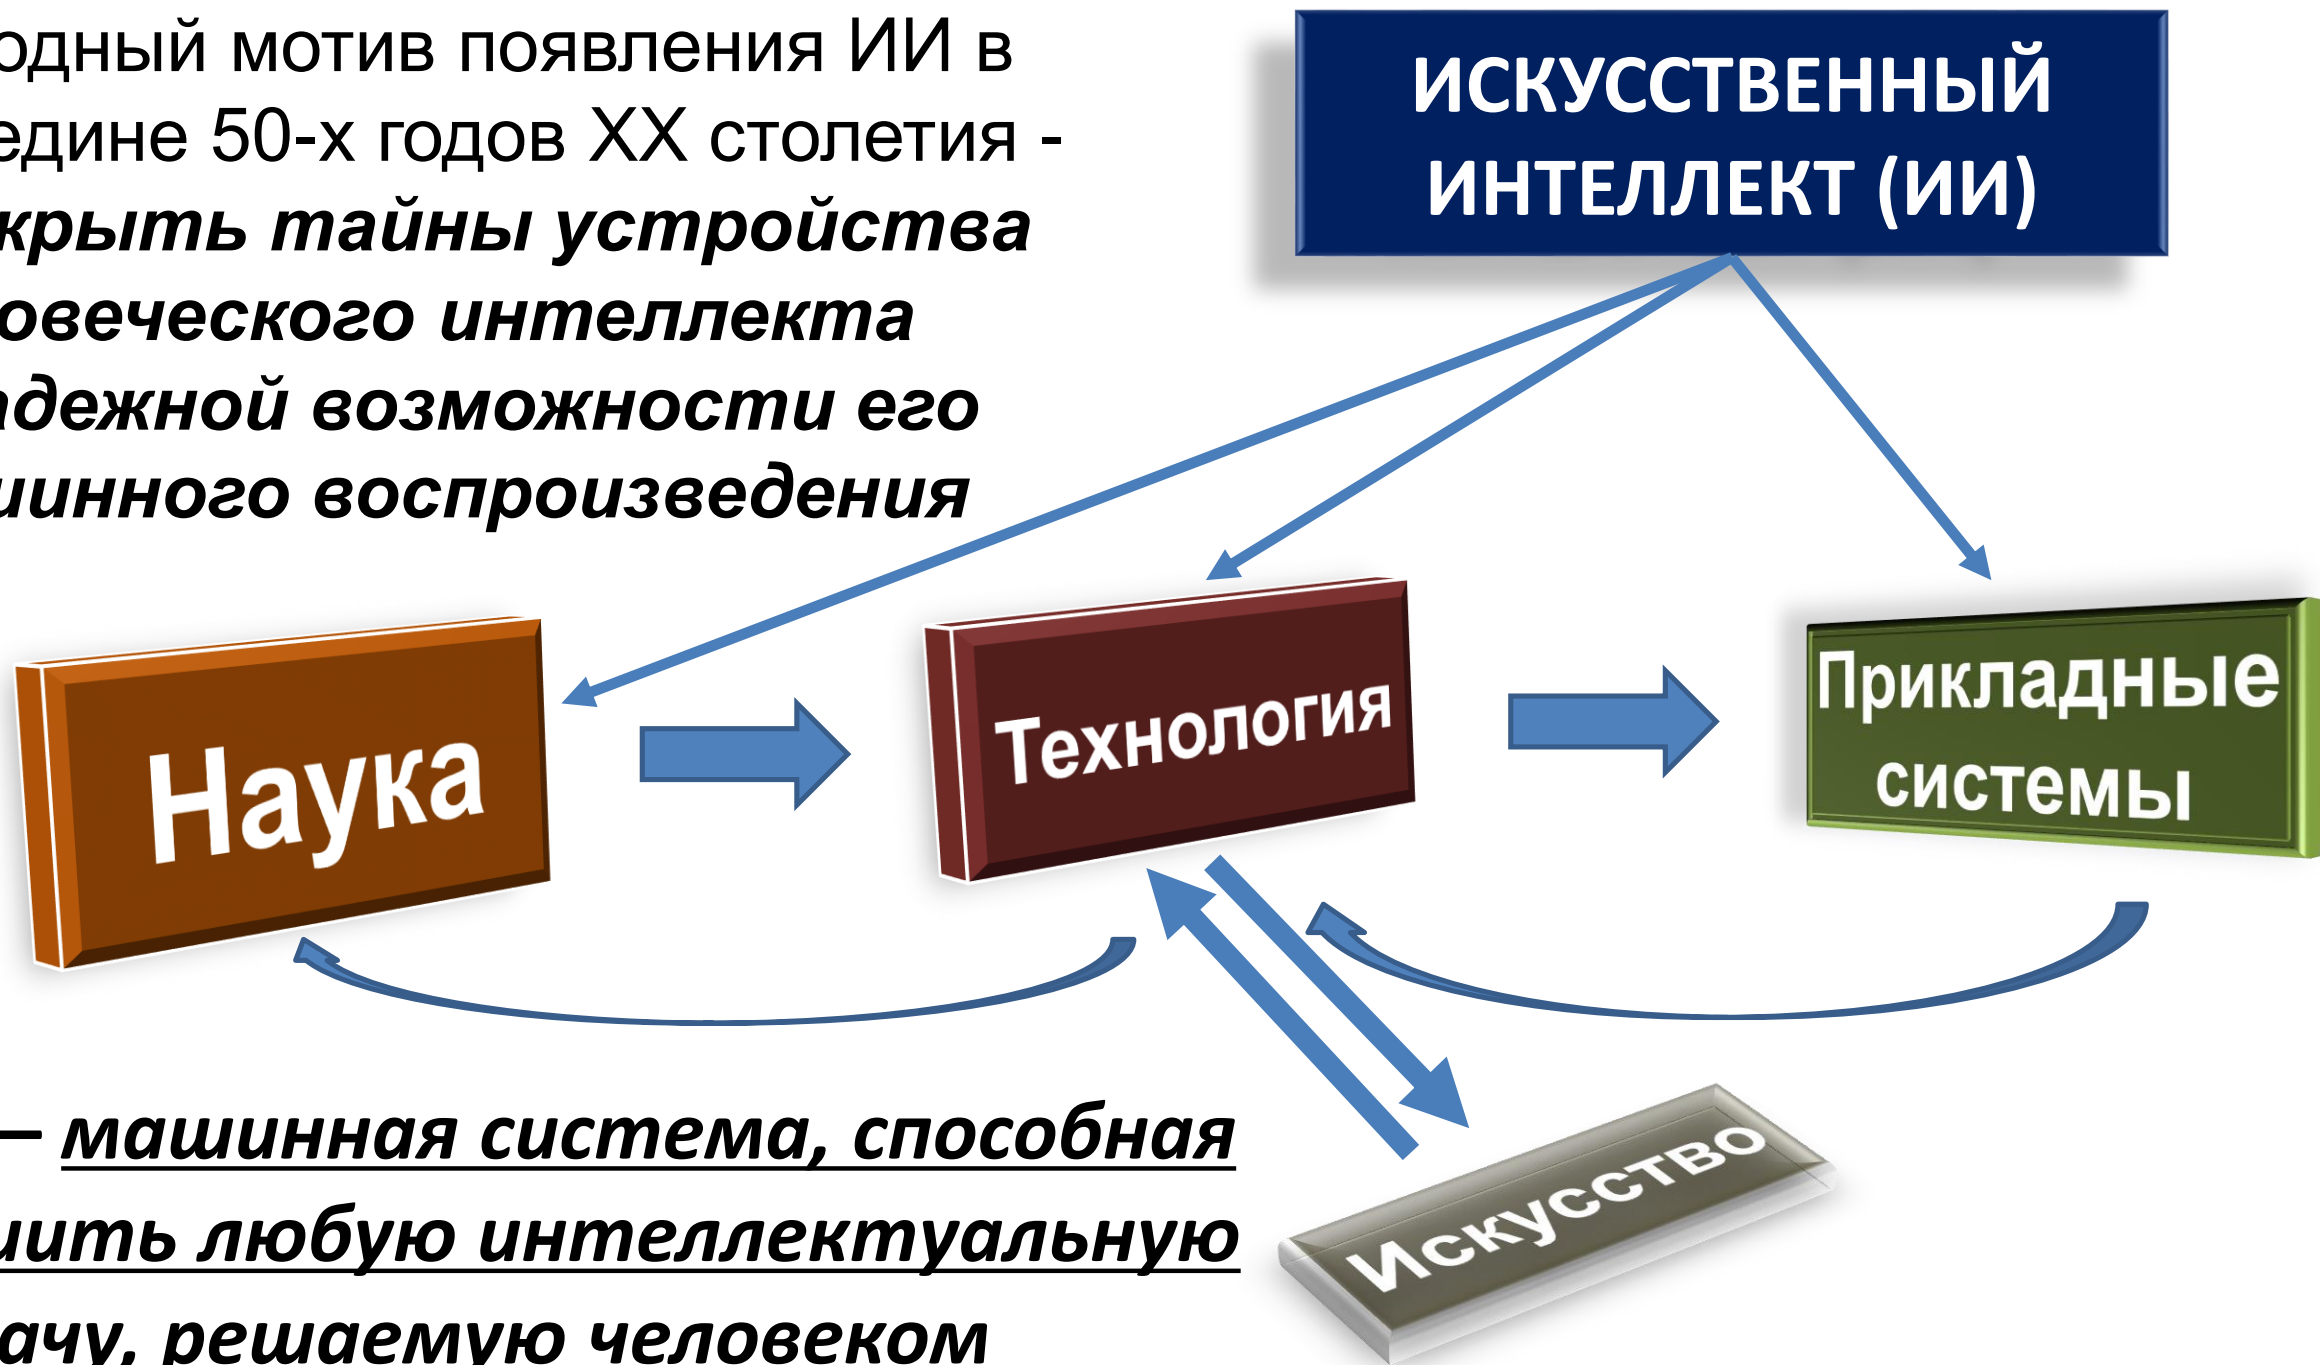 одный мотив появления ИИ в
едине 50-х годов XX столетия -
крыть тайны устройства
овеческого интеллекта
адежной возможности его
шинного воспроизведения
ИСКУССТВЕННЫЙ
ИНТЕЛЛЕКТ (ИИ)
Наука
Технология
Прикладные
системы
Искусство
– машинная система, способная
шить любую интеллектуальную
ачу, решаемую человеком